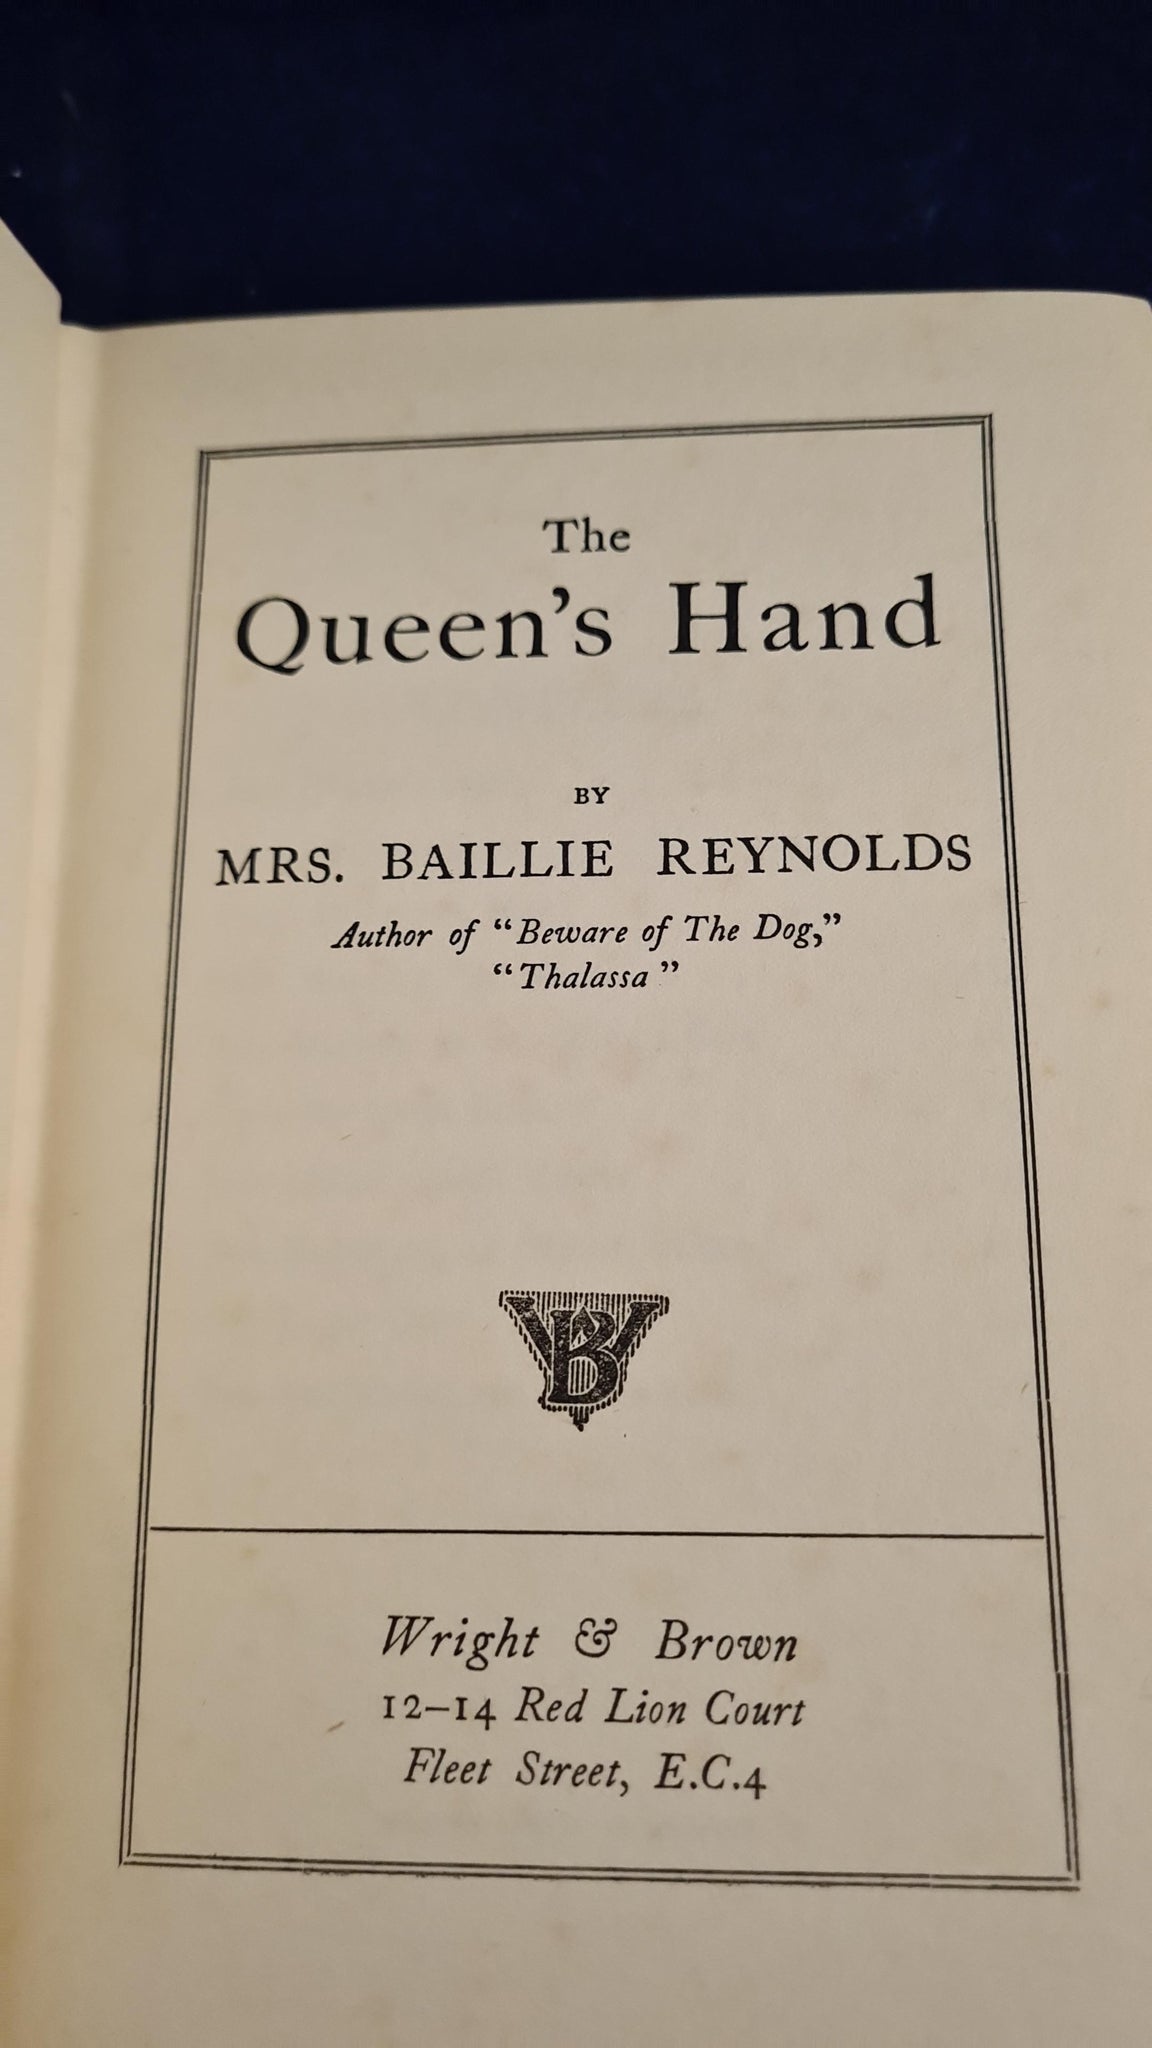 The
Queen's Hand
BY
MRS. BAILLIE REYNOLDS
Author of “Beware of The Dog,”
“Thalassa”
WB
Wright & Brown
12–14 Red Lion Court
Fleet Street, E.C.4